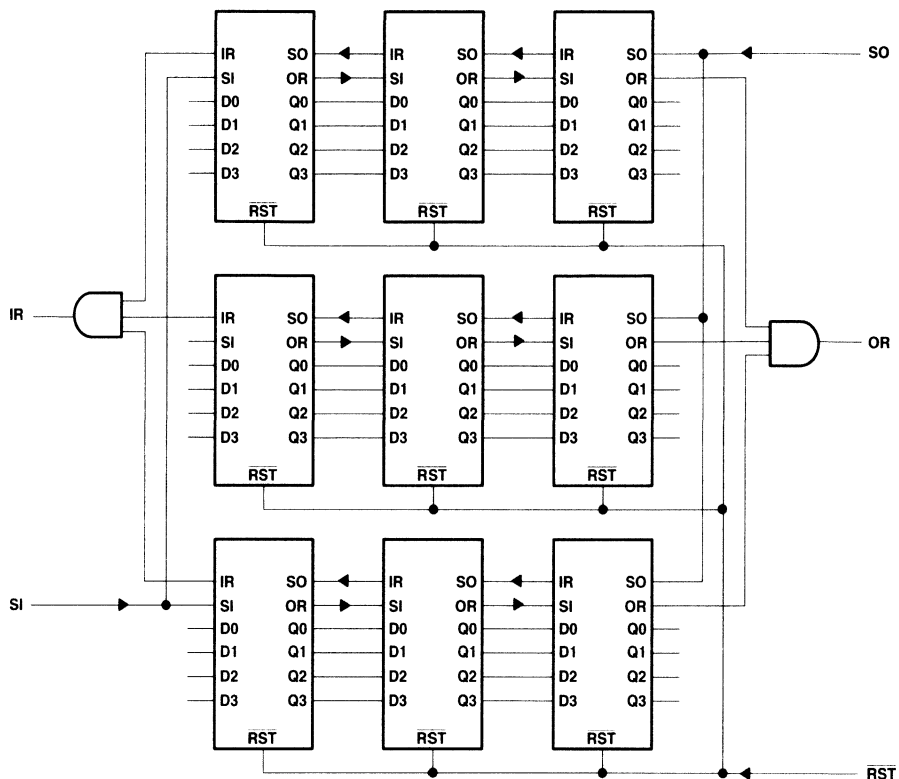 IR SO IR SO IR SO SO
SI OR SI OR SI OR
D0 Q0 D0 Q0 D0 Q0
D1 Q1 D1 Q1 D1 Q1
D2 Q2 D2 Q2 D2 Q2
D3 Q3 D3 Q3 D3 Q3
RST RST RST
IR IR SO IR SO IR SO
SI OR SI OR SI OR OR
D0 Q0 D0 Q0 D0 Q0
D1 Q1 D1 Q1 D1 Q1
D2 Q2 D2 Q2 D2 Q2
D3 Q3 D3 Q3 D3 Q3
RST RST RST
IR SO IR SO IR SO
SI SI OR SI OR SI OR
D0 Q0 D0 Q0 D0 Q0
D1 Q1 D1 Q1 D1 Q1
D2 Q2 D2 Q2 D2 Q2
D3 Q3 D3 Q3 D3 Q3
RST RST RST
RST